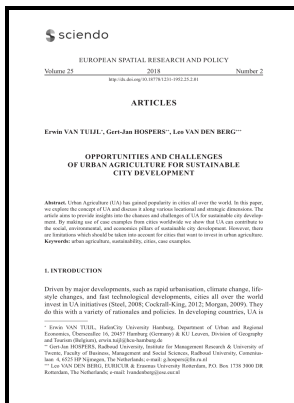 sciendo
EUROPEAN SPATIAL RESEARCH AND POLICY
Volume 25 2018 Number 2
http://dx.doi.org/10.18778/1231-1952.25.2.01
ARTICLES
Erwin VAN TUIJL*, Gert-Jan HOSPERS**, Leo VAN DEN BERG***
OPPORTUNITIES AND CHALLENGES
OF URBAN AGRICULTURE FOR SUSTAINABLE
CITY DEVELOPMENT
Abstract. Urban Agriculture (UA) has gained popularity in cities all over the world. In this paper,
we explore the concept of UA and discuss it along various locational and strategic dimensions. The
article aims to provide insights into the chances and challenges of UA for sustainable city develop-
ment. By making use of case examples from cities worldwide we show that UA can contribute to
the social, environmental, and economics pillars of sustainable city development. However, there
are limitations which should be taken into account for cities that want to invest in urban agriculture.
Keywords: urban agriculture, sustainability, cities, case examples.
1. INTRODUCTION
Driven by major developments, such as rapid urbanisation, climate change, life-
style changes, and fast technological developments, cities all over the world
invest in UA initiatives (Steel, 2008; Cockrall-King, 2012; Morgan, 2009). They
do this with a variety of rationales and policies. In developing countries, UA is
* Erwin VAN TUIJL, HafenCity University Hamburg, Department of Urban and Regional
Economics, Überseeallee 16, 20457 Hamburg (Germany) & KU Leuven, Division of Geography
and Tourism (Belgium), erwin.tuijl@hcu-hamburg.de
** Gert-Jan HOSPERS, Radboud University, Institute for Management Research & University of
Twente, Faculty of Business, Management and Social Sciences, Radboud University, Comenius-
laan 4, 6525 HP Nijmegen, The Netherlands; e-mail: g.hospers@fm.ru.nl
*** Leo VAN DEN BERG, EURICUR & Erasmus University Rotterdam, P.O. Box 1738 3000 DR
Rotterdam, The Netherlands; e-mail: lvandenberg@ese.eur.nl